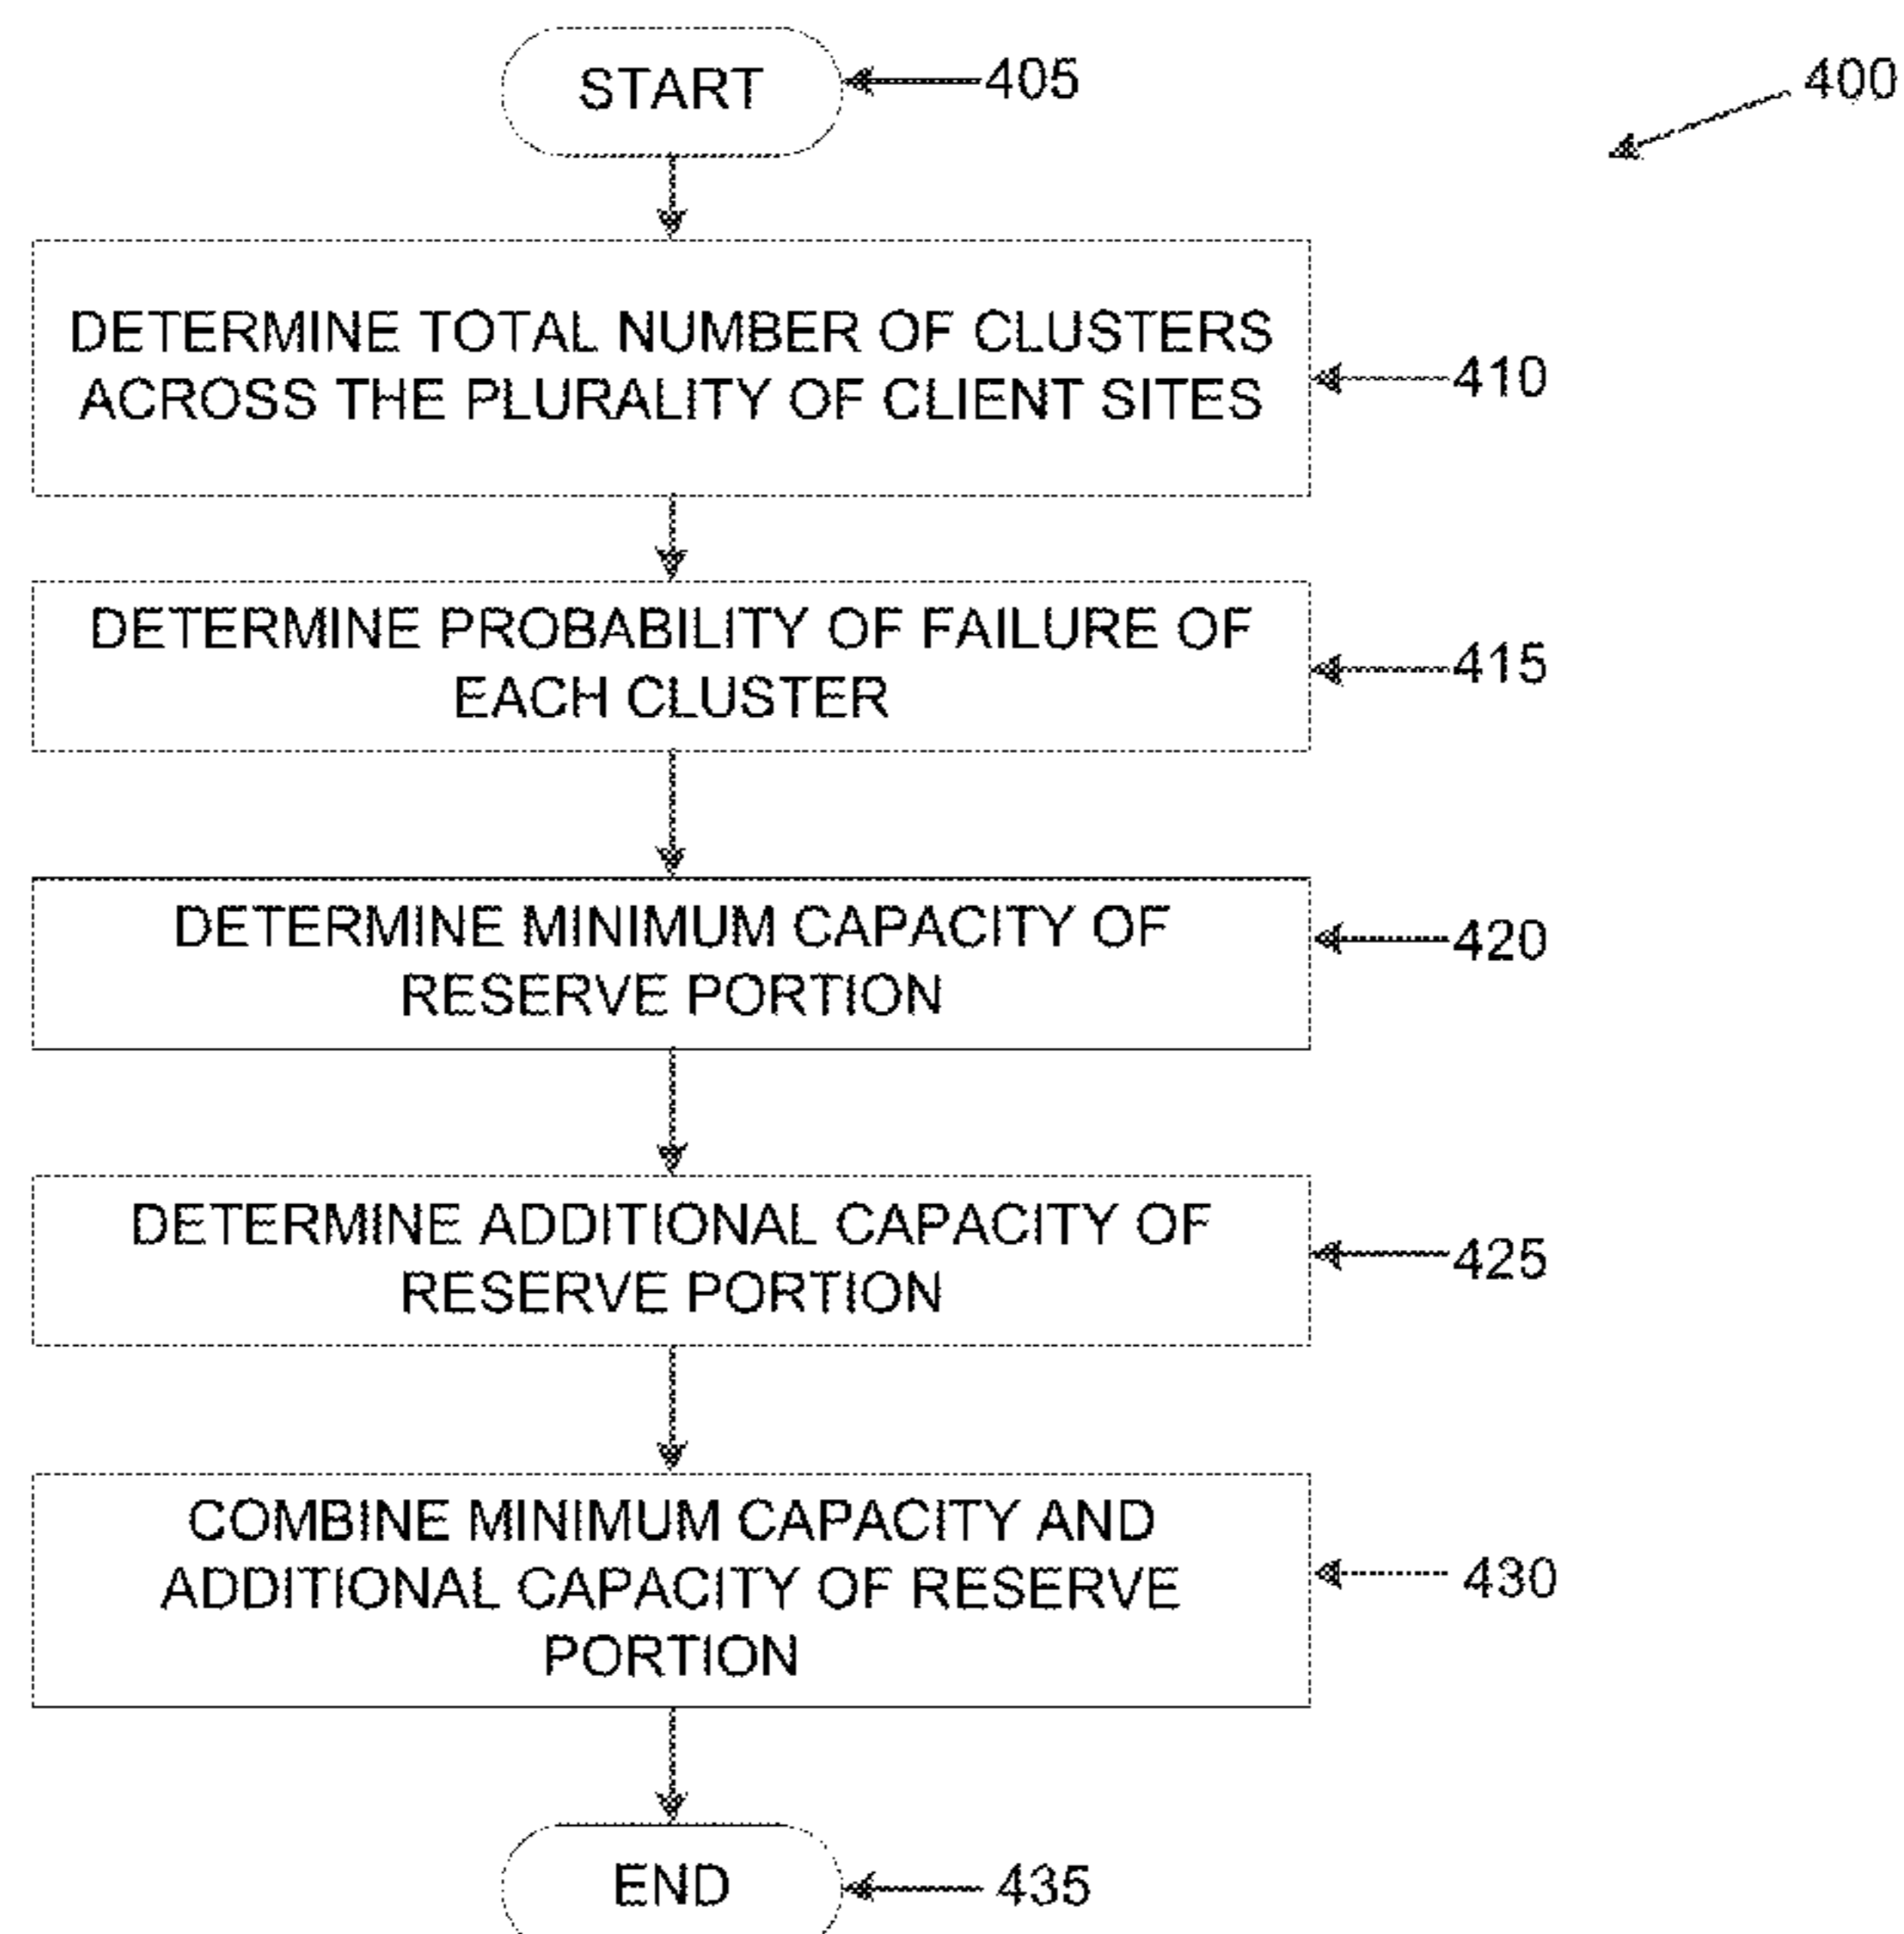 START
405
400
DETERMINE TOTAL NUMBER OF CLUSTERS
ACROSS THE PLURALITY OF CLIENT SITES
410
DETERMINE PROBABILITY OF FAILURE OF
EACH CLUSTER
415
DETERMINE MINIMUM CAPACITY OF
RESERVE PORTION
420
DETERMINE ADDITIONAL CAPACITY OF
RESERVE PORTION
425
COMBINE MINIMUM CAPACITY AND
ADDITIONAL CAPACITY OF RESERVE
PORTION
430
END
435